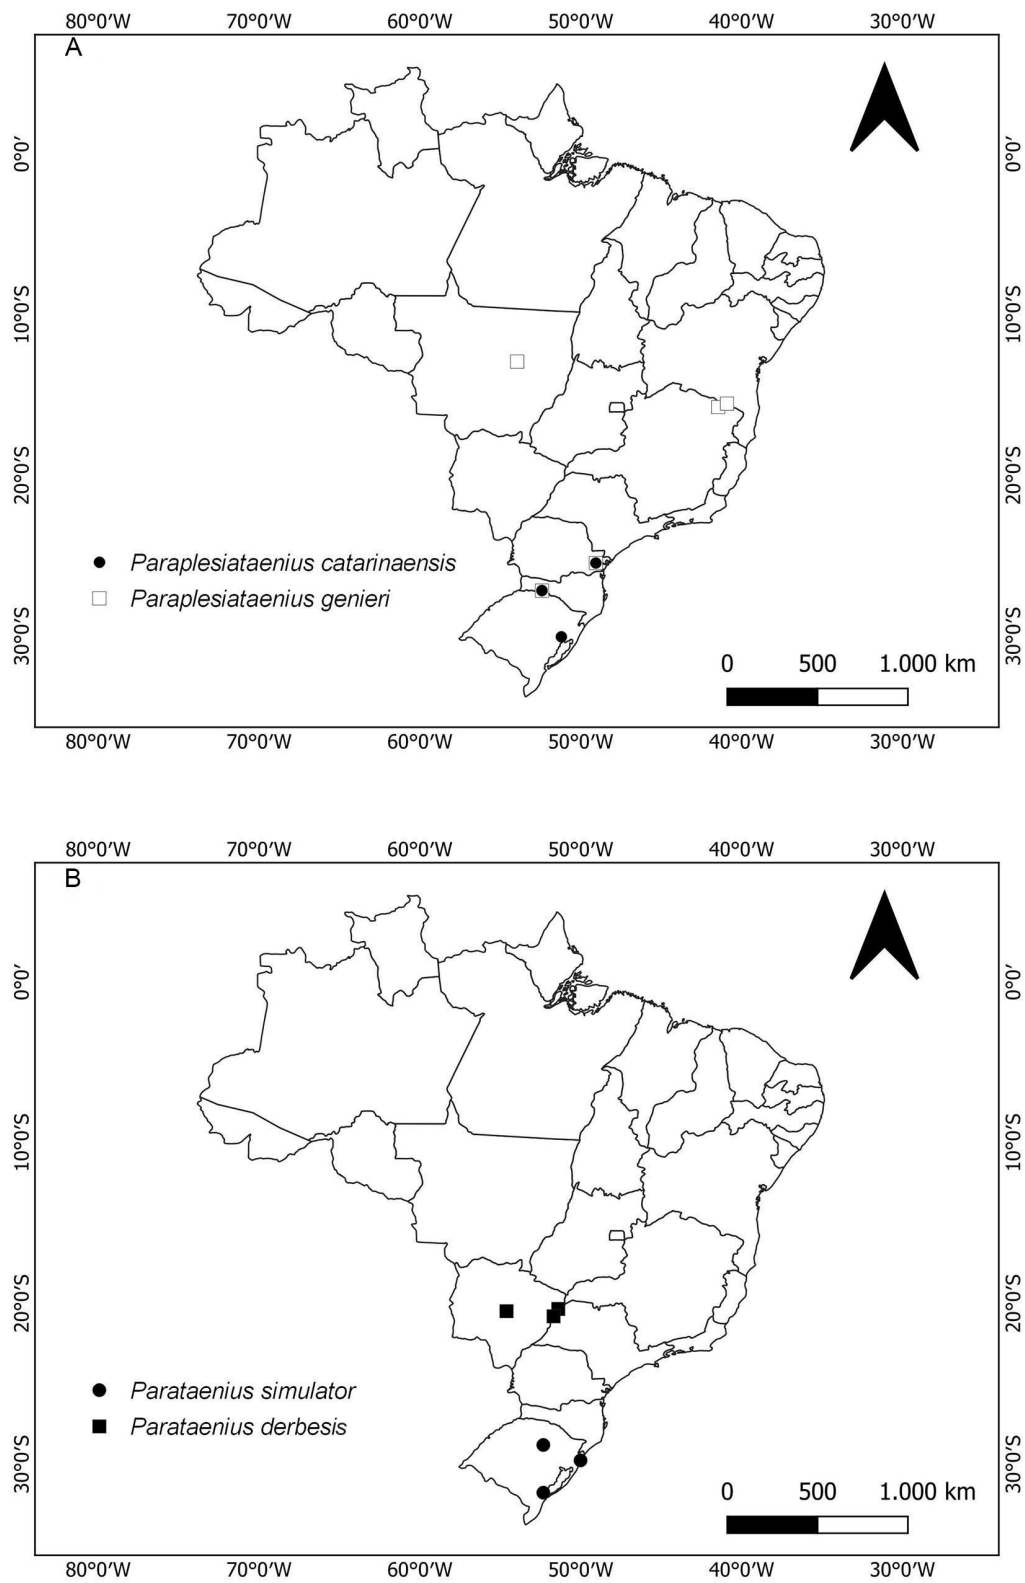 80°0′W 70°0′W 60°0′W 50°0′W 40°0′W 30°0′W
A
0°0′ 0°0′
10°0′S 10°0′S
20°0′S 20°0′S
Paraplesiataenius catarinaensis
Paraplesiataenius genieri
30°0′S 30°0′S
0 500 1.000 km
80°0′W 70°0′W 60°0′W 50°0′W 40°0′W 30°0′W
80°0′W 70°0′W 60°0′W 50°0′W 40°0′W 30°0′W
B
0°0′ 0°0′
10°0′S 10°0′S
20°0′S 20°0′S
Parataenius simulator
Parataenius derbesis
30°0′S 30°0′S
0 500 1.000 km
80°0′W 70°0′W 60°0′W 50°0′W 40°0′W 30°0′W